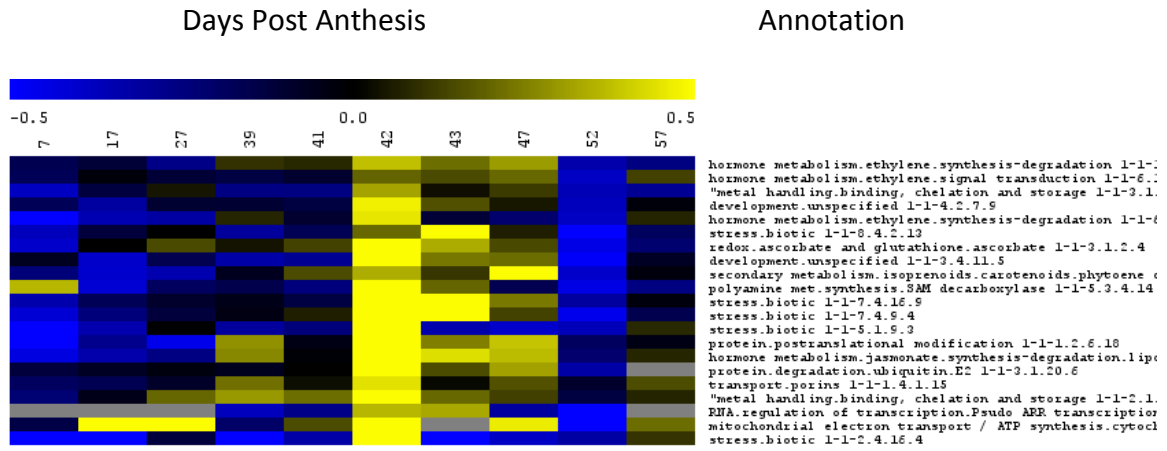 Days Post Anthesis
Annotation
-0.5 0.0 0.5
7 17 27 39 41 42 43 47 52 57
hormone metabolism.ethylene.synthesis-degradation 1-1-1
hormone metabolism.ethylene.signal transduction 1-1-6.1
"metal handling.binding, chelation and storage 1-1-3.1.
development.unspecified 1-1-4.2.7.9
hormone metabolism.ethylene.synthesis-degradation 1-1-6
stress.biotic 1-1-8.4.2.13
redox.ascorbate and glutathione.ascorbate 1-1-3.1.2.4
development.unspecified 1-1-3.4.11.5
secondary metabolism.isoprenoids.carotenoids.phytoene
polyamine met.synthesis.SAM decarboxylase 1-1-5.3.4.14
stress.biotic 1-1-7.4.16.9
stress.biotic 1-1-7.4.9.4
stress.biotic 1-1-5.1.9.3
protein.postranslational modification 1-1-1.2.6.18
hormone metabolism.jasmonate.synthesis-degradation.lipo
protein.degradation.ubiquitin.E2 1-1-3.1.20.6
transport.porins 1-1-1.4.1.15
"metal handling.binding, chelation and storage 1-1-2.1.
RNA.regulation of transcription.Psudo ARR transcription
mitochondrial electron transport / ATP synthesis.cytoch
stress.biotic 1-1-2.4.16.4